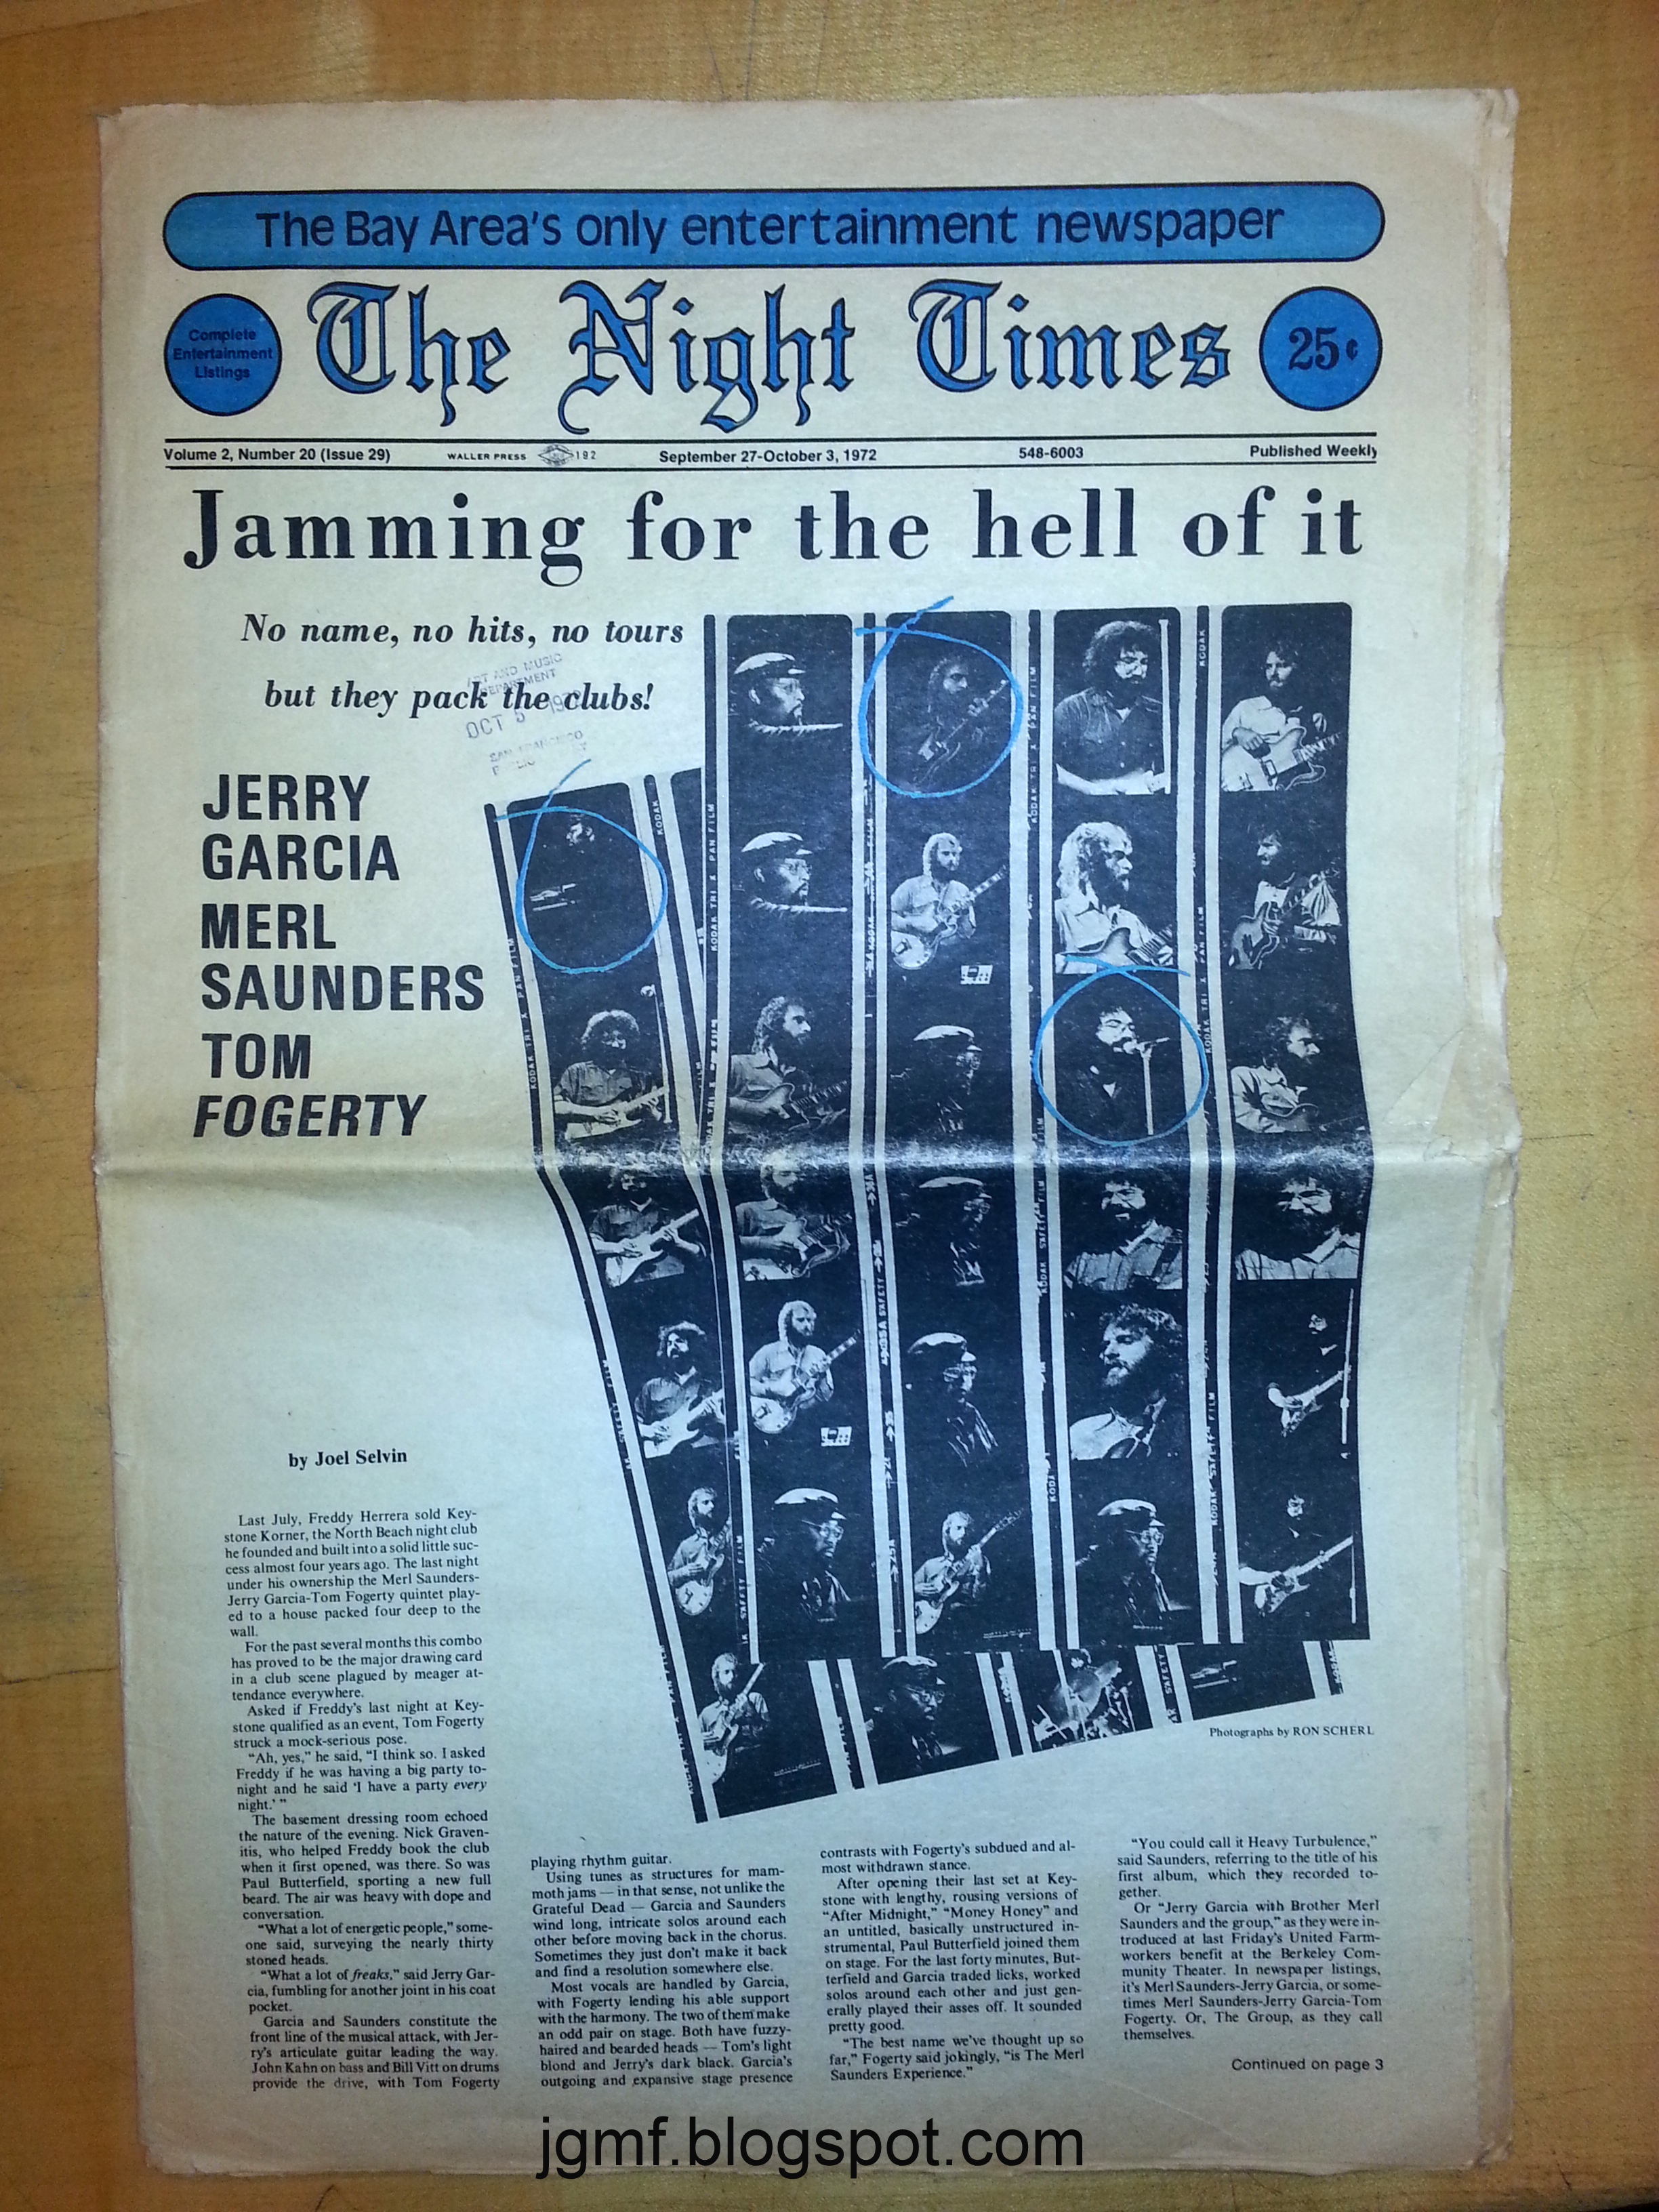 The Bay Area's only entertainment newspaper
Complete
Entertainment
Listings
The Night Times
25¢
Volume 2, Number 20 (Issue 29)
WALLER PRESS
192
September 27-October 3, 1972
548-6003
Published Weekly
Jamming for the hell of it
No name, no hits, no tours
but they pack the clubs!
ART AND MUSIC
DEPARTMENT
OCT 5
SAN FRANCISCO
JERRY
GARCIA
MERL
SAUNDERS
TOM
FOGERTY
by Joel Selvin
Last July, Freddy Herrera sold Key-
stone Korner, the North Beach night club
he founded and built into a solid little suc-
cess almost four years ago. The last night
under his ownership the Merl Saunders-
Jerry Garcia-Tom Fogerty quintet play-
ed to a house packed four deep to the
wall.
For the past several months this combo
has proved to be the major drawing card
in a club scene plagued by meager at-
tendance everywhere.
Asked if Freddy's last night at Key-
stone qualified as an event, Tom Fogerty
struck a mock-serious pose.
"Ah, yes," he said, "I think so. I asked
Freddy if he was having a big party to-
night and he said 'I have a party every
night.'"
The basement dressing room echoed
the nature of the evening. Nick Graven-
itis, who helped Freddy book the club
when it first opened, was there. So was
Paul Butterfield, sporting a new full
beard. The air was heavy with dope and
conversation.
"What a lot of energetic people," some-
one said, surveying the nearly thirty
stoned heads.
"What a lot of freaks," said Jerry Gar-
cia, fumbling for another joint in his coat
pocket.
Garcia and Saunders constitute the
front line of the musical attack, with Jer-
ry's articulate guitar leading the way.
John Kahn on bass and Bill Vitt on drums
provide the drive, with Tom Fogerty
playing rhythm guitar.
Using tunes as structures for mam-
moth jams — in that sense, not unlike the
Grateful Dead — Garcia and Saunders
wind long, intricate solos around each
other before moving back in the chorus.
Sometimes they just don't make it back
and find a resolution somewhere else.
Most vocals are handled by Garcia,
with Fogerty lending his able support
with the harmony. The two of them make
an odd pair on stage. Both have fuzzy-
haired and bearded heads — Tom's light
blond and Jerry's dark black. Garcia's
outgoing and expansive stage presence
contrasts with Fogerty's subdued and al-
most withdrawn stance.
After opening their last set at Key-
stone with lengthy, rousing versions of
"After Midnight," "Money Honey" and
an untitled, basically unstructured in-
strumental, Paul Butterfield joined them
on stage. For the last forty minutes, But-
terfield and Garcia traded licks, worked
solos around each other and just gen-
erally played their asses off. It sounded
pretty good.
"The best name we've thought up so
far," Fogerty said jokingly, "is The Merl
Saunders Experience."
Photographs by RON SCHERL
"You could call it Heavy Turbulence,"
said Saunders, referring to the title of his
first album, which they recorded to-
gether.
Or "Jerry Garcia with Brother Merl
Saunders and the group," as they were in-
troduced at last Friday's United Farm-
workers benefit at the Berkeley Com-
munity Theater. In newspaper listings,
it's Merl Saunders-Jerry Garcia, or some-
times Merl Saunders-Jerry Garcia-Tom
Fogerty. Or, The Group, as they call
themselves.
Continued on page 3
jgmf.blogspot.com